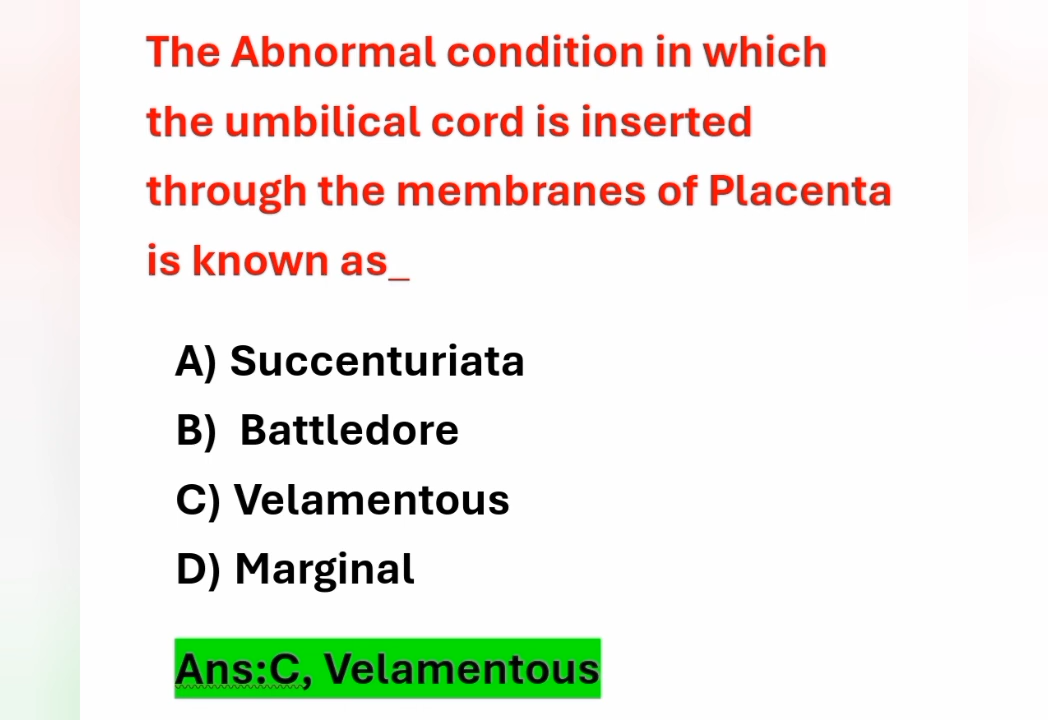 The Abnormal condition in which
the umbilical cord is inserted
through the membranes of Placenta
is known as_
A) Succenturiata
B) Battledore
C) Velamentous
D) Marginal
Ans:C, Velamentous